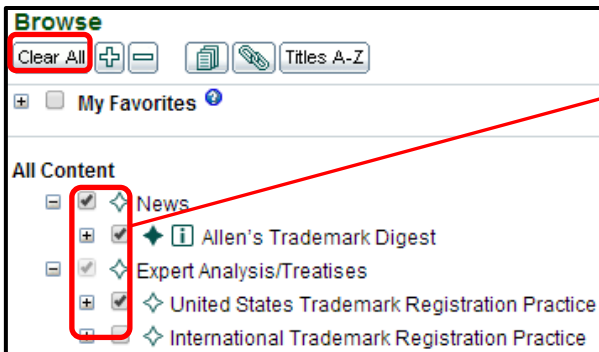 Browse
Clear All Titles A-Z
My Favorites ?
All Content
News
i Allen's Trademark Digest
Expert Analysis/Treatises
United States Trademark Registration Practice
International Trademark Registration Practice